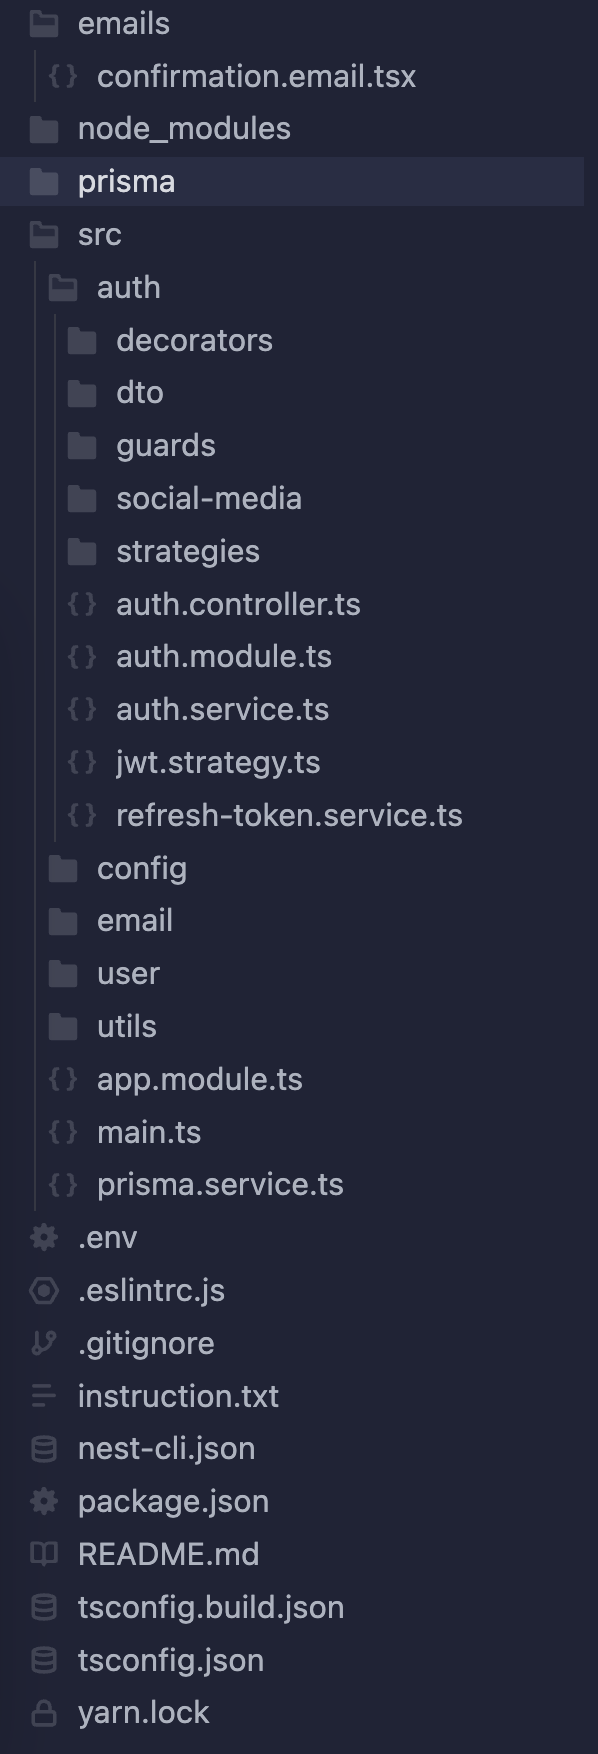 emails
confirmation.email.tsx
node_modules
prisma
src
auth
decorators
dto
guards
social-media
strategies
auth.controller.ts
auth.module.ts
auth.service.ts
jwt.strategy.ts
refresh-token.service.ts
config
email
user
utils
app.module.ts
main.ts
prisma.service.ts
.env
.eslintrc.js
.gitignore
instruction.txt
nest-cli.json
package.json
README.md
tsconfig.build.json
tsconfig.json
yarn.lock